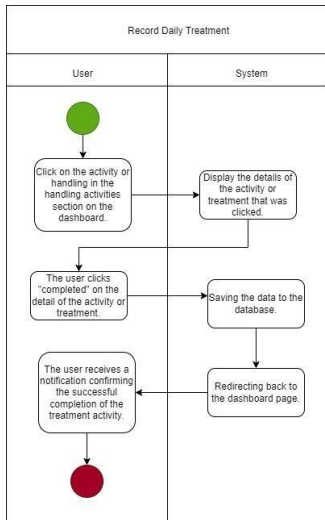 Record Daily Treatment
User
System
Click on the activity or
handling in the
handling activities
section on the
dashboard.
Display the details of
the activity or
treatment that was
clicked.
The user clicks
"completed" on the
detail of the activity or
treatment.
Saving the data to the
database.
The user receives a
notification confirming
the successful
completion of the
treatment activity.
Redirecting back to
the dashboard page.